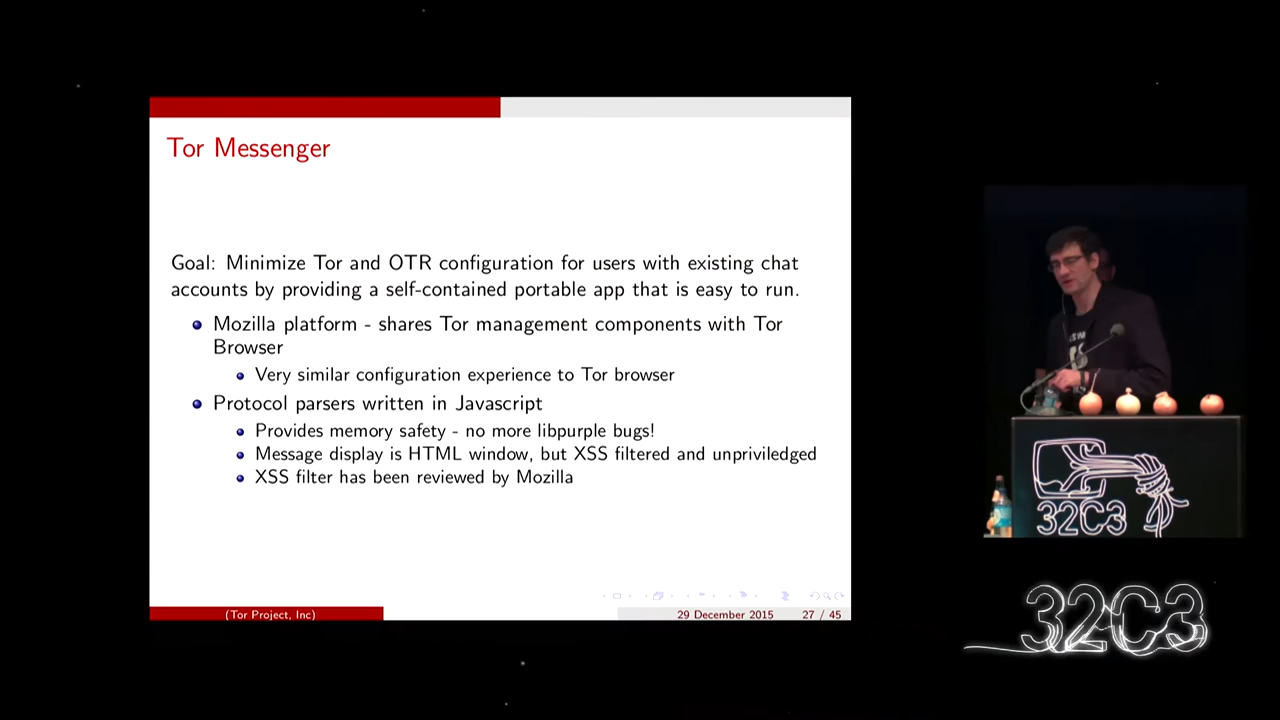 Tor Messenger
Goal: Minimize Tor and OTR configuration for users with existing chat
accounts by providing a self-contained portable app that is easy to run.
Mozilla platform - shares Tor management components with Tor
Browser
Very similar configuration experience to Tor browser
Protocol parsers written in Javascript
Provides memory safety - no more libpurple bugs!
Message display is HTML window, but XSS filtered and unpriviledged
XSS filter has been reviewed by Mozilla
(Tor Project, Inc)
29 December 2015
27 / 45
32C3
32C3